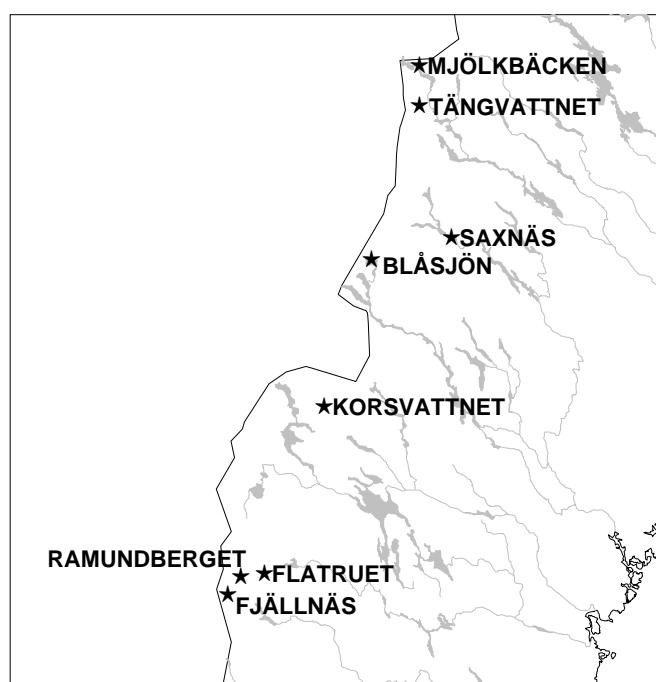 MJÖLKBÄCKEN
TÄNGVATTNET
SAXNÄS
BLÅSJÖN
KORSVATTNET
RAMUNDBERGET
FLATRUET
FJÄLLNÄS